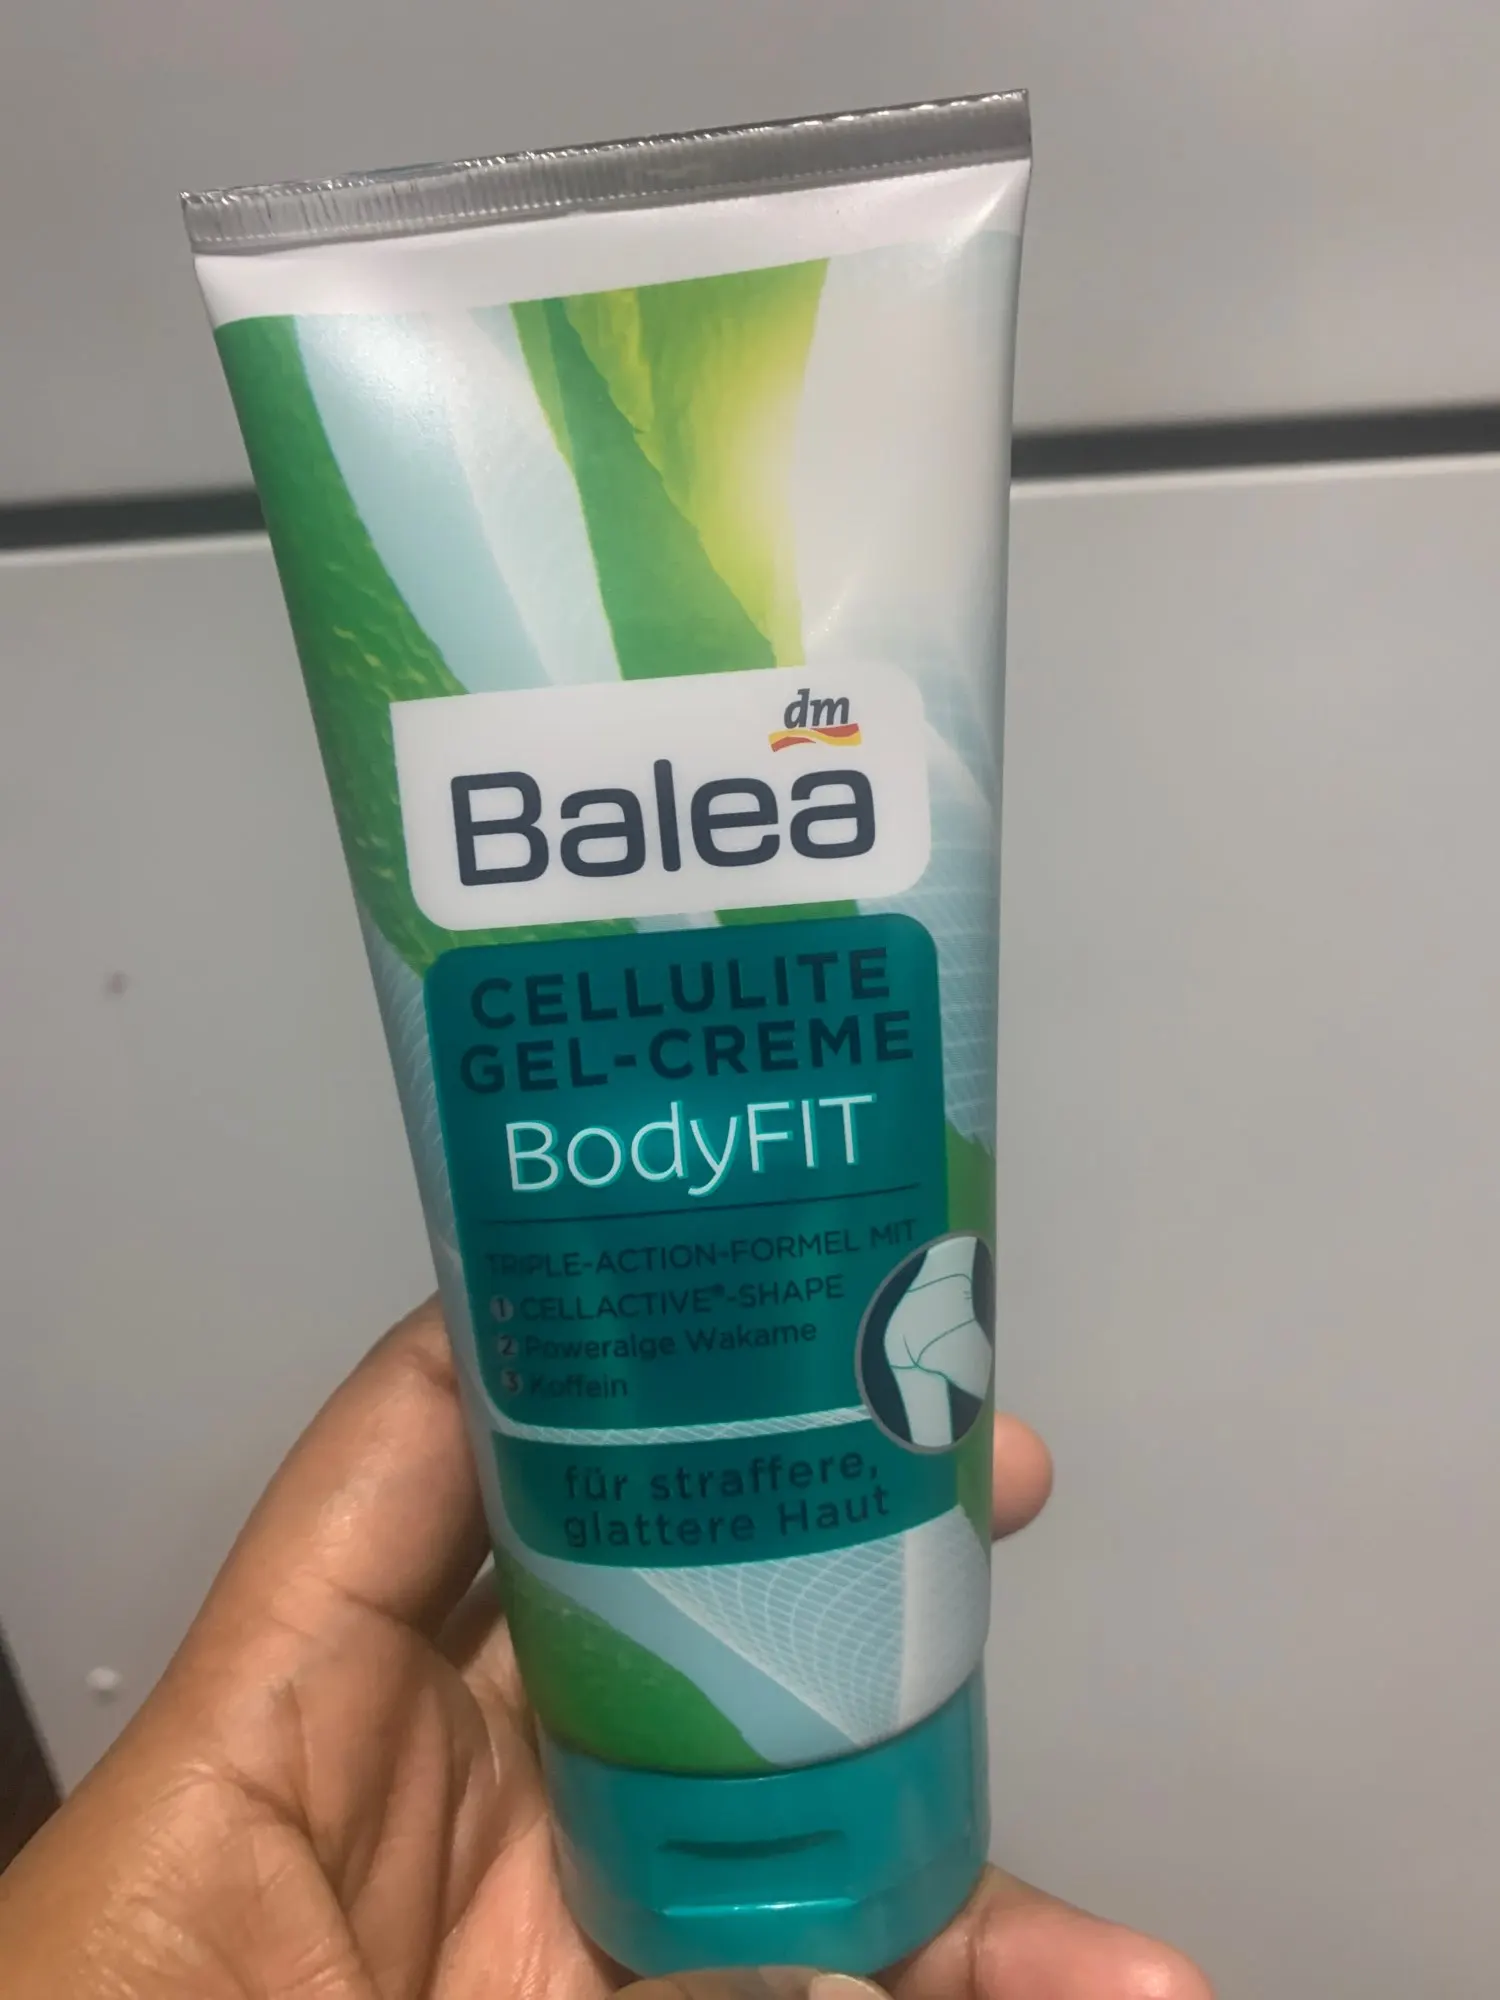 dm
Balea
CELLULITE
GEL-CREME
BodyFIT
TRIPLE-ACTION-FORMEL MIT
1 CELLACTIVE®-SHAPE
2 Poweralge Wakame
3 Koffein
für straffere,
glattere Haut